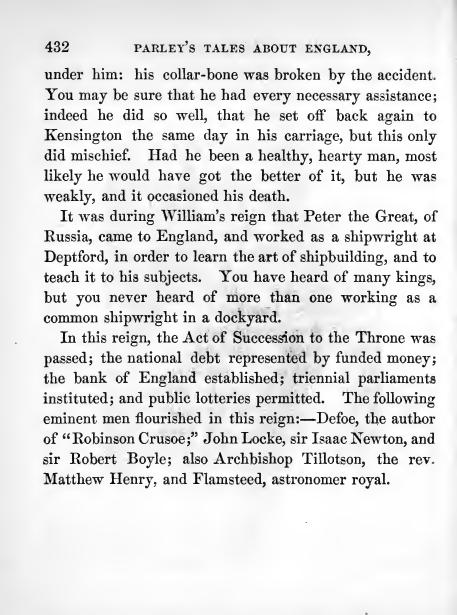 432 PARLEY'S TALES ABOUT ENGLAND,
under him: his collar-bone was broken by the accident.
You may be sure that he had every necessary assistance;
indeed he did so well, that he set off back again to
Kensington the same day in his carriage, but this only
did mischief. Had he been a healthy, hearty man, most
likely he would have got the better of it, but he was
weakly, and it occasioned his death.
It was during William's reign that Peter the Great, of
Russia, came to England, and worked as a shipwright at
Deptford, in order to learn the art of shipbuilding, and to
teach it to his subjects. You have heard of many kings,
but you never heard of more than one working as a
common shipwright in a dockyard.
In this reign, the Act of Succession to the Throne was
passed; the national debt represented by funded money;
the bank of England established; triennial parliaments
instituted; and public lotteries permitted. The following
eminent men flourished in this reign:—Defoe, the author
of "Robinson Crusoe;" John Locke, sir Isaac Newton, and
sir Robert Boyle; also Archbishop Tillotson, the rev.
Matthew Henry, and Flamsteed, astronomer royal.